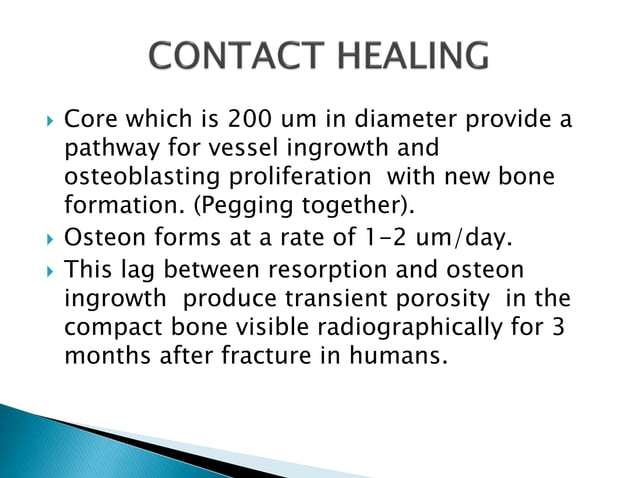 CONTACT HEALING
Core which is 200 um in diameter provide a
pathway for vessel ingrowth and
osteoblasting proliferation with new bone
formation. (Pegging together).
Osteon forms at a rate of 1-2 um/day.
This lag between resorption and osteon
ingrowth produce transient porosity in the
compact bone visible radiographically for 3
months after fracture in humans.